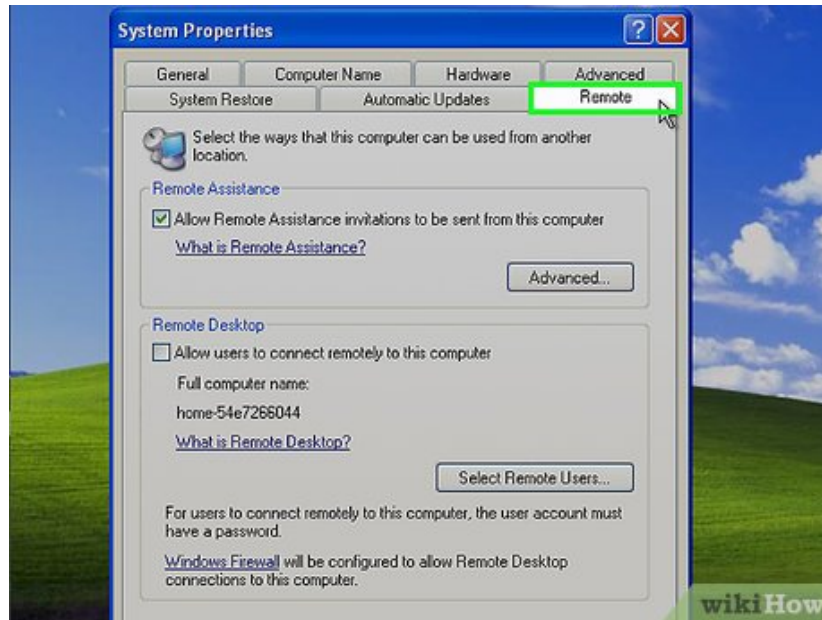 System Properties
General Computer Name Hardware Advanced
System Restore Automatic Updates Remote
Select the ways that this computer can be used from another
location.
Remote Assistance
Allow Remote Assistance invitations to be sent from this computer
What is Remote Assistance?
Advanced...
Remote Desktop
Allow users to connect remotely to this computer
Full computer name:
home-54e7266044
What is Remote Desktop?
Select Remote Users...
For users to connect remotely to this computer, the user account must
have a password.
Windows Firewall will be configured to allow Remote Desktop
connections to this computer.
wikiHow